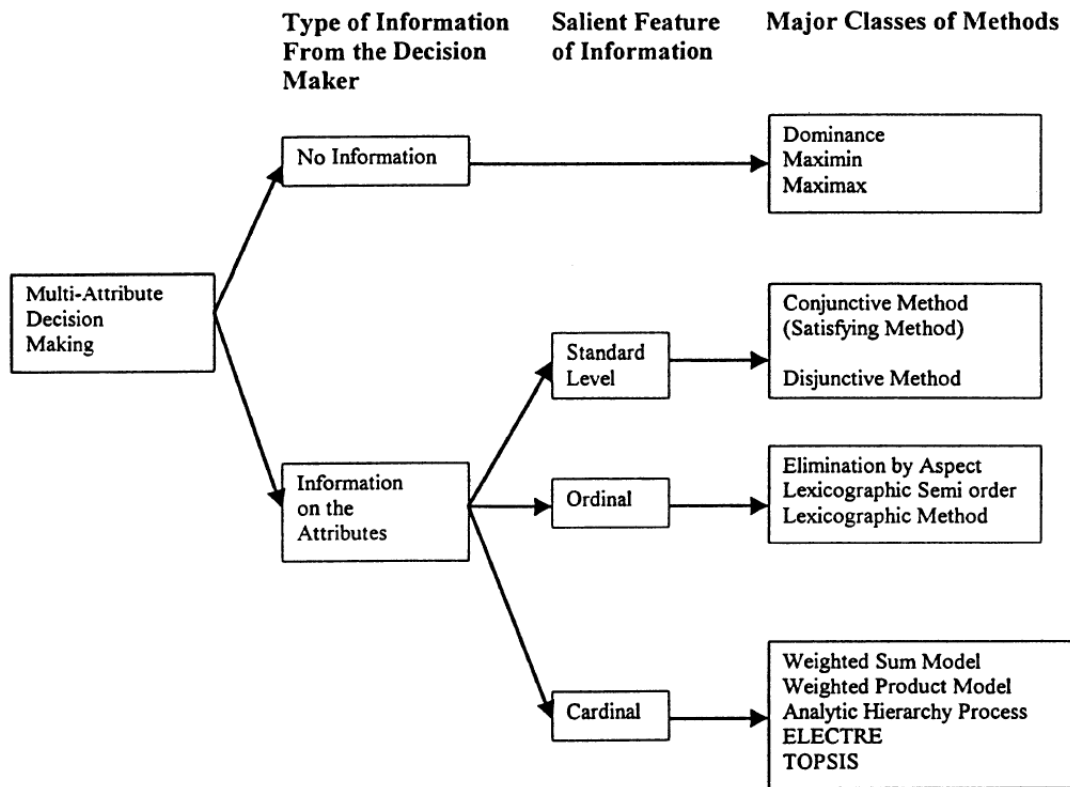 Type of Information
From the Decision
Maker
Salient Feature
of Information
Major Classes of Methods
No Information
Dominance
Maximin
Maximax
Multi-Attribute
Decision
Making
Information
on the
Attributes
Standard
Level
Conjunctive Method
(Satisfying Method)
Disjunctive Method
Ordinal
Elimination by Aspect
Lexicographic Semi order
Lexicographic Method
Cardinal
Weighted Sum Model
Weighted Product Model
Analytic Hierarchy Process
ELECTRE
TOPSIS